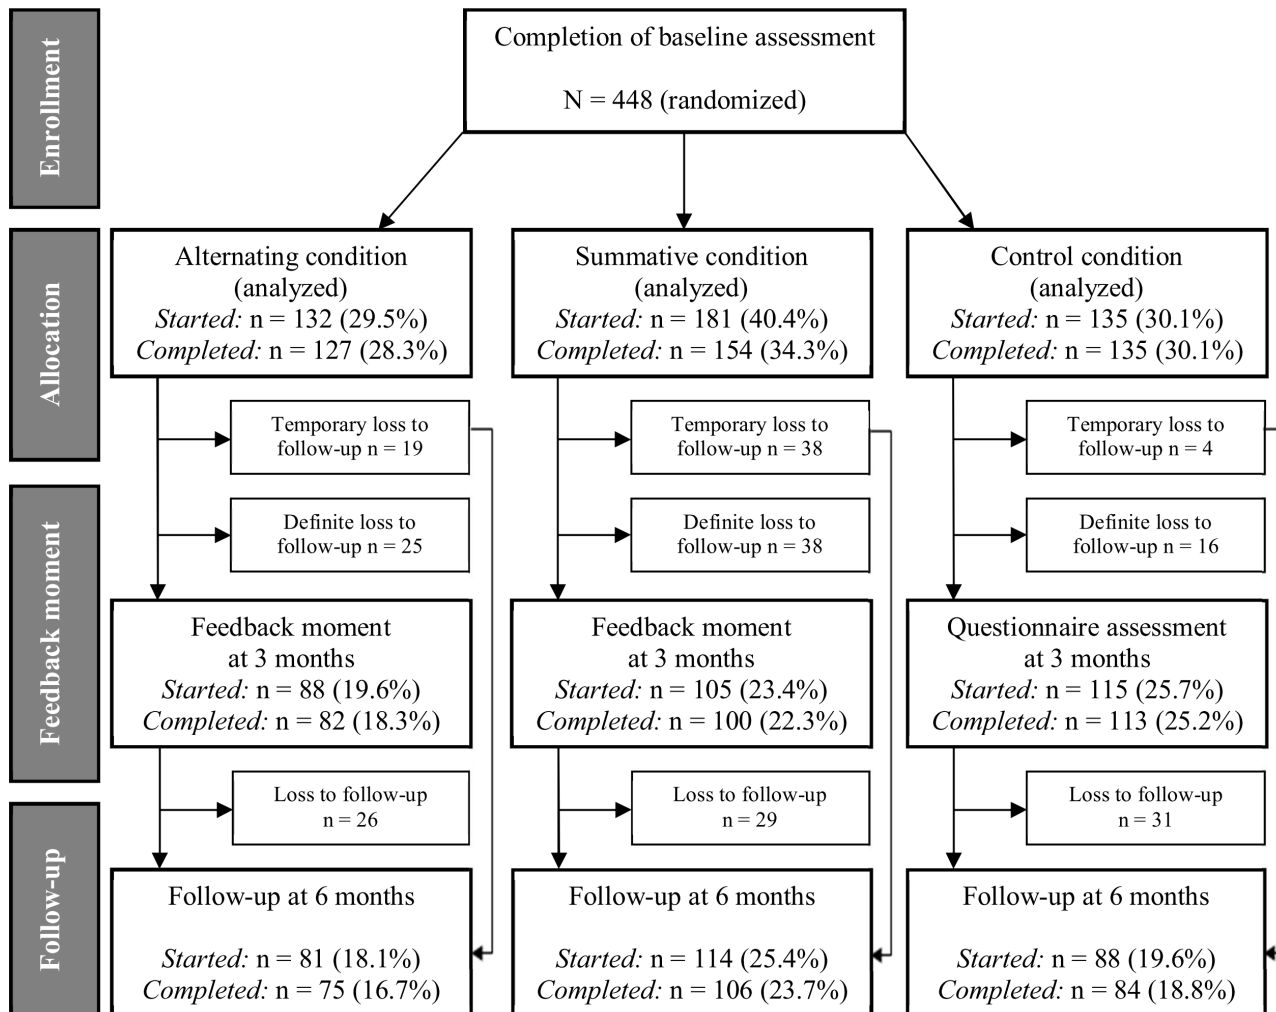 Enrollment
Completion of baseline assessment
N = 448 (randomized)
Allocation
Alternating condition
(analyzed)
Started: n = 132 (29.5%)
Completed: n = 127 (28.3%)
Summative condition
(analyzed)
Started: n = 181 (40.4%)
Completed: n = 154 (34.3%)
Control condition
(analyzed)
Started: n = 135 (30.1%)
Completed: n = 135 (30.1%)
Temporary loss to
follow-up n = 19
Temporary loss to
follow-up n = 38
Temporary loss to
follow-up n = 4
Definite loss to
follow-up n = 25
Definite loss to
follow-up n = 38
Definite loss to
follow-up n = 16
Feedback moment
Feedback moment
at 3 months
Started: n = 88 (19.6%)
Completed: n = 82 (18.3%)
Feedback moment
at 3 months
Started: n = 105 (23.4%)
Completed: n = 100 (22.3%)
Questionnaire assessment
at 3 months
Started: n = 115 (25.7%)
Completed: n = 113 (25.2%)
Loss to follow-up
n = 26
Loss to follow-up
n = 29
Loss to follow-up
n = 31
Follow-up
Follow-up at 6 months
Started: n = 81 (18.1%)
Completed: n = 75 (16.7%)
Follow-up at 6 months
Started: n = 114 (25.4%)
Completed: n = 106 (23.7%)
Follow-up at 6 months
Started: n = 88 (19.6%)
Completed: n = 84 (18.8%)